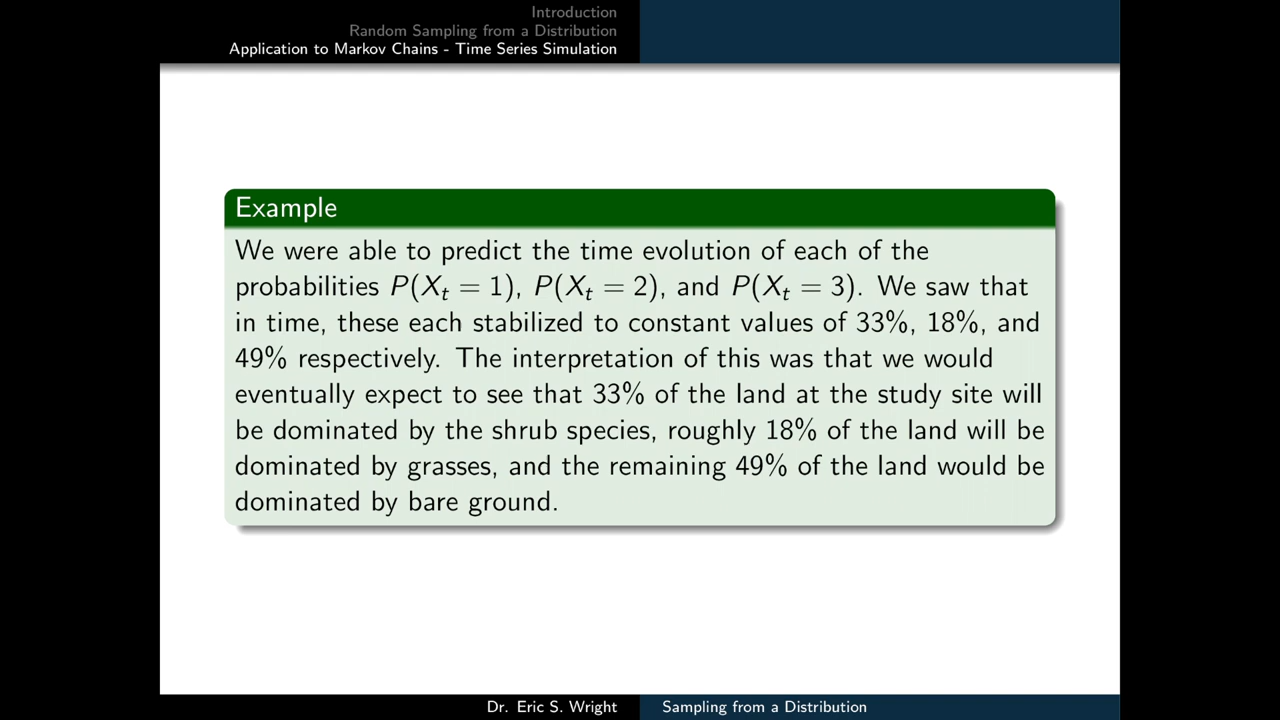 Introduction
Random Sampling from a Distribution
Application to Markov Chains - Time Series Simulation
Example
We were able to predict the time evolution of each of the
probabilities P(Xₜ = 1), P(Xₜ = 2), and P(Xₜ = 3). We saw that
in time, these each stabilized to constant values of 33%, 18%, and
49% respectively. The interpretation of this was that we would
eventually expect to see that 33% of the land at the study site will
be dominated by the shrub species, roughly 18% of the land will be
dominated by grasses, and the remaining 49% of the land would be
dominated by bare ground.
Dr. Eric S. Wright
Sampling from a Distribution